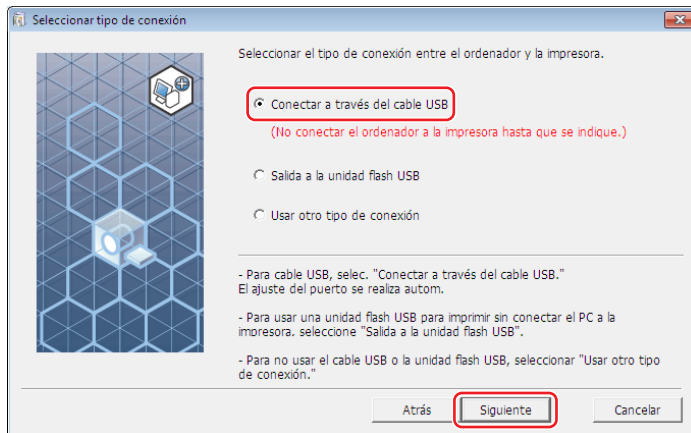 Seleccionar tipo de conexión
Seleccionar el tipo de conexión entre el ordenador y la impresora.
Conectar a través del cable USB
(No conectar el ordenador a la impresora hasta que se indique.)
Salida a la unidad flash USB
Usar otro tipo de conexión
- Para cable USB, selec. "Conectar a través del cable USB."
El ajuste del puerto se realiza autom.
- Para usar una unidad flash USB para imprimir sin conectar el PC a la
impresora, seleccione "Salida a la unidad flash USB".
- Para no usar el cable USB o la unidad flash USB, seleccionar "Usar otro tipo
de conexión."
Atrás
Siguiente
Cancelar